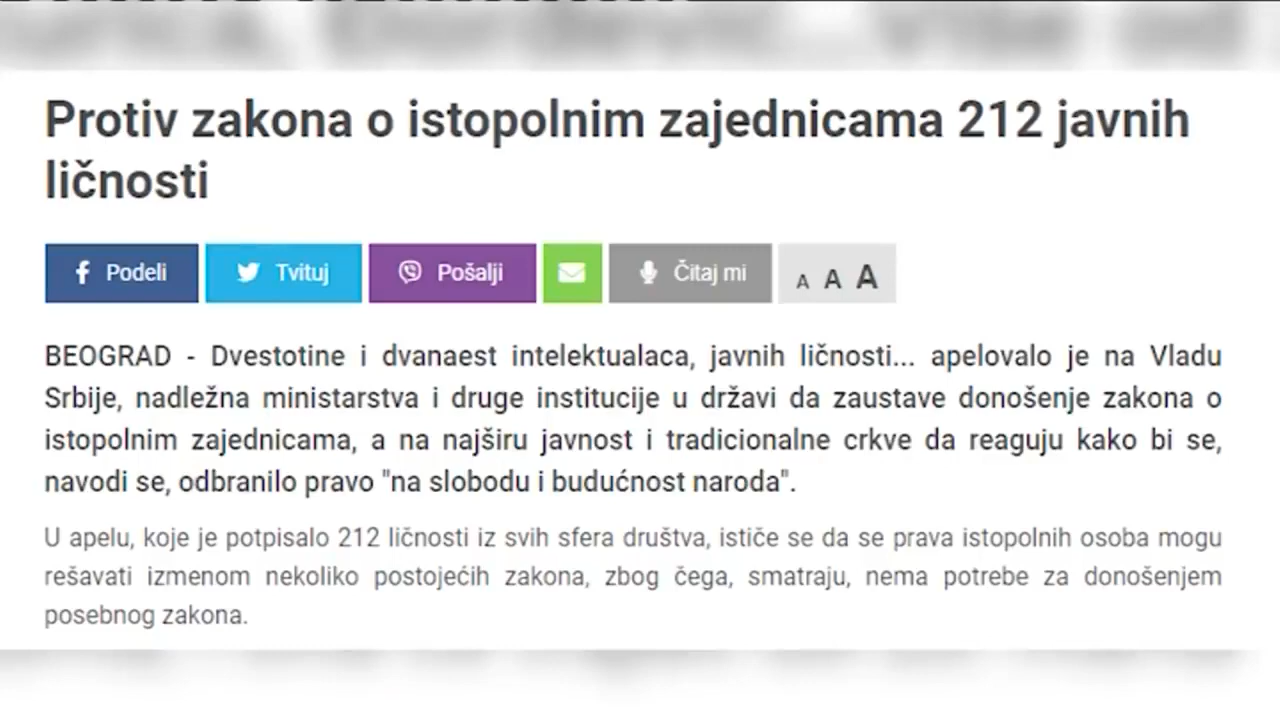 Protiv zakona o istopolnim zajednicama 212 javnih
ličnosti
Podeli Tvituj Pošalji Čitaj mi A A A
BEOGRAD - Dvestotine i dvanaest intelektualaca, javnih ličnosti... apelovalo je na Vladu
Srbije, nadležna ministarstva i druge institucije u državi da zaustave donošenje zakona o
istopolnim zajednicama, a na najširu javnost i tradicionalne crkve da reaguju kako bi se,
navodi se, odbranilo pravo "na slobodu i budućnost naroda".
U apelu, koje je potpisalo 212 ličnosti iz svih sfera društva, ističe se da se prava istopolnih osoba mogu
rešavati izmenom nekoliko postojećih zakona, zbog čega, smatraju, nema potrebe za donošenjem
posebnog zakona.